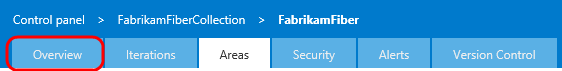 Control panel > FabrikamFiberCollection > FabrikamFiber
Overview Iterations Areas Security Alerts Version Control